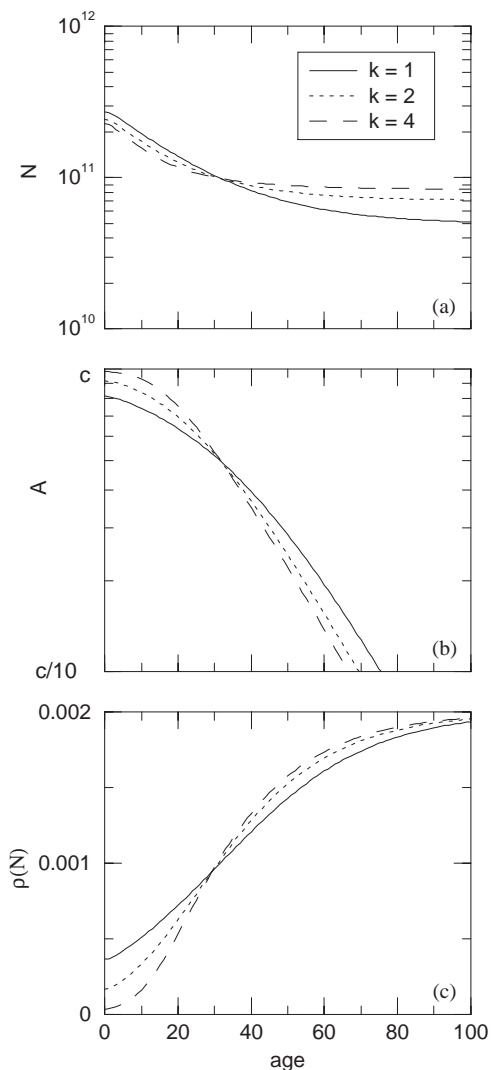 10¹²
k = 1
k = 2
k = 4
N
10¹¹
(a)
10¹⁰
c
A
(b)
c/10
0.002
ρ(N)
0.001
(c)
0
0 20 40 60 80 100
age